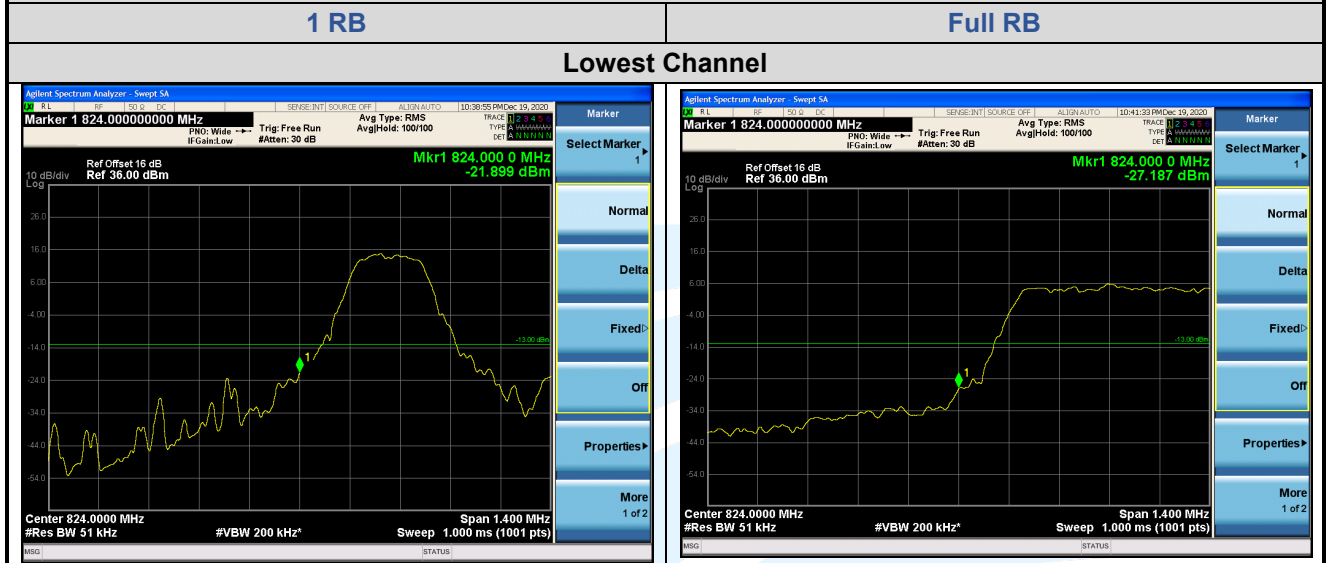 1 RB
Full RB
Lowest Channel
Agilent Spectrum Analyzer - Swept SA
RL RF 50 Ω DC SENSE:INT SOURCE OFF ALIGN AUTO 10:38:55 PM Dec 19, 2020
Marker 1 824.000000000 MHz
PNO: Wide
IFGain:Low
Trig: Free Run
#Atten: 30 dB
Avg Type: RMS
Avg|Hold: 100/100
TRACE 1 2 3 4 5 6
TYPE A
DET A N N N N N
Ref Offset 16 dB
Ref 36.00 dBm
10 dB/div
Log
Mkr1 824.000 0 MHz
-21.899 dBm
26.0
16.0
6.00
-4.00
-14.0
-24.0
-34.0
-44.0
-54.0
-13.00 dBm
1
Center 824.0000 MHz
Span 1.400 MHz
#Res BW 51 kHz
#VBW 200 kHz*
Sweep 1.000 ms (1001 pts)
MSG
STATUS
Marker
Select Marker
1
Normal
Delta
Fixed
Off
Properties
More
1 of 2
Agilent Spectrum Analyzer - Swept SA
RL RF 50 Ω DC SENSE:INT SOURCE OFF ALIGN AUTO 10:41:33 PM Dec 19, 2020
Marker 1 824.000000000 MHz
PNO: Wide
IFGain:Low
Trig: Free Run
#Atten: 30 dB
Avg Type: RMS
Avg|Hold: 100/100
TRACE 1 2 3 4 5 6
TYPE A
DET A N N N N N
Ref Offset 16 dB
Ref 36.00 dBm
10 dB/div
Log
Mkr1 824.000 0 MHz
-27.187 dBm
26.0
16.0
6.00
-4.00
-14.0
-24.0
-34.0
-44.0
-54.0
-13.00 dBm
1
Center 824.0000 MHz
Span 1.400 MHz
#Res BW 51 kHz
#VBW 200 kHz*
Sweep 1.000 ms (1001 pts)
MSG
STATUS
Marker
Select Marker
1
Normal
Delta
Fixed
Off
Properties
More
1 of 2